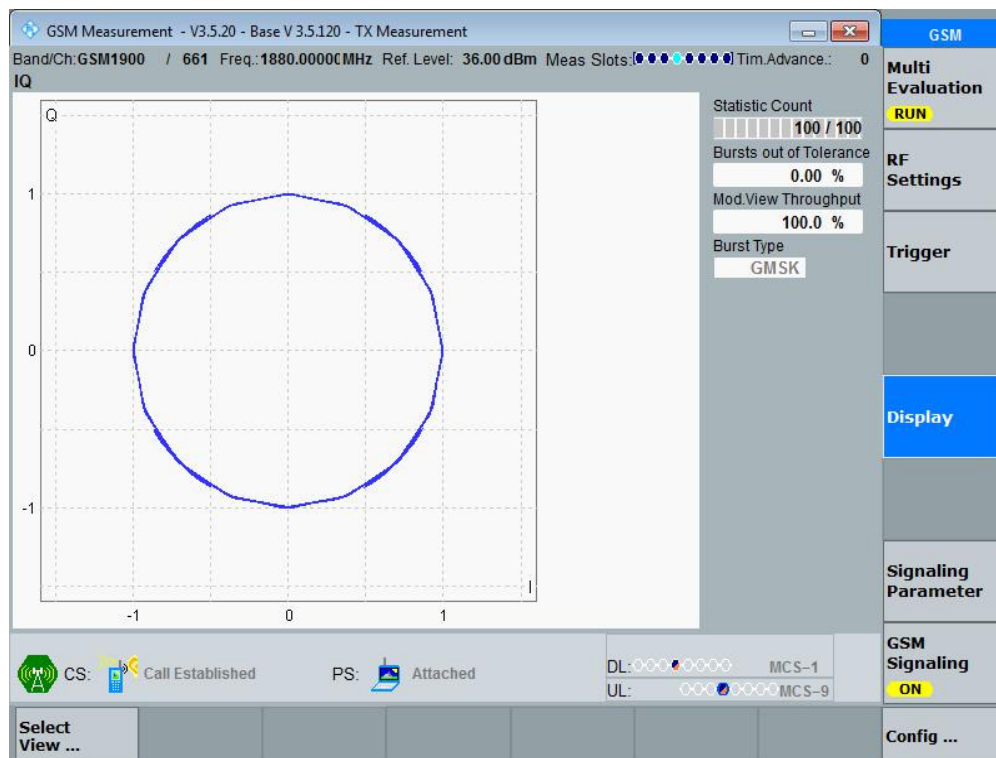 GSM Measurement - V3.5.20 - Base V 3.5.120 - TX Measurement
GSM
Band/Ch:GSM1900 / 661 Freq.:1880.00000 MHz Ref. Level: 36.00 dBm Meas Slots: Tim.Advance.: 0
IQ
Multi
Evaluation
RUN
Q
Statistic Count
100 / 100
Bursts out of Tolerance
0.00 %
Mod.View Throughput
100.0 %
Burst Type
GMSK
RF
Settings
Trigger
1
0
-1
I
-1 0 1
Display
Signaling
Parameter
CS: Call Established PS: Attached
DL: MCS-1
UL: MCS-9
GSM
Signaling
ON
Select
View ...
Config ...